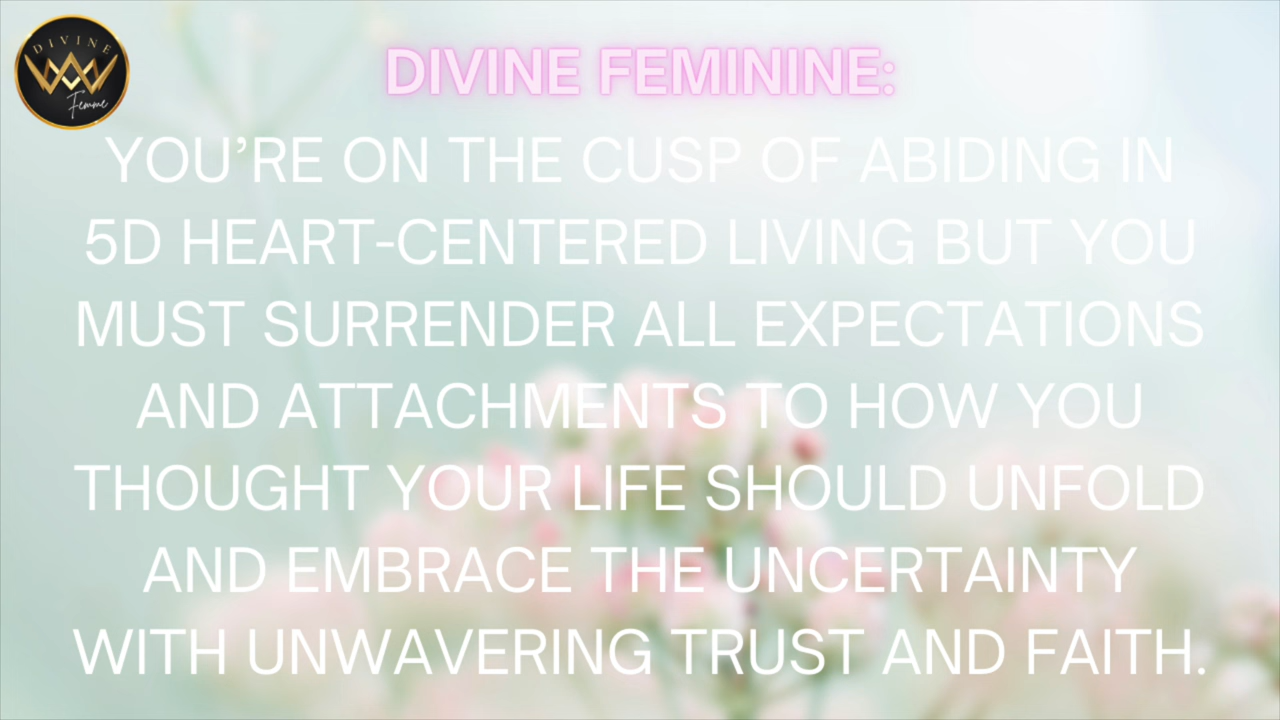 DIVINE
Femme
DIVINE FEMININE:
YOU’RE ON THE CUSP OF ABIDING IN
5D HEART-CENTERED LIVING BUT YOU
MUST SURRENDER ALL EXPECTATIONS
AND ATTACHMENTS TO HOW YOU
THOUGHT YOUR LIFE SHOULD UNFOLD
AND EMBRACE THE UNCERTAINTY
WITH UNWAVERING TRUST AND FAITH.